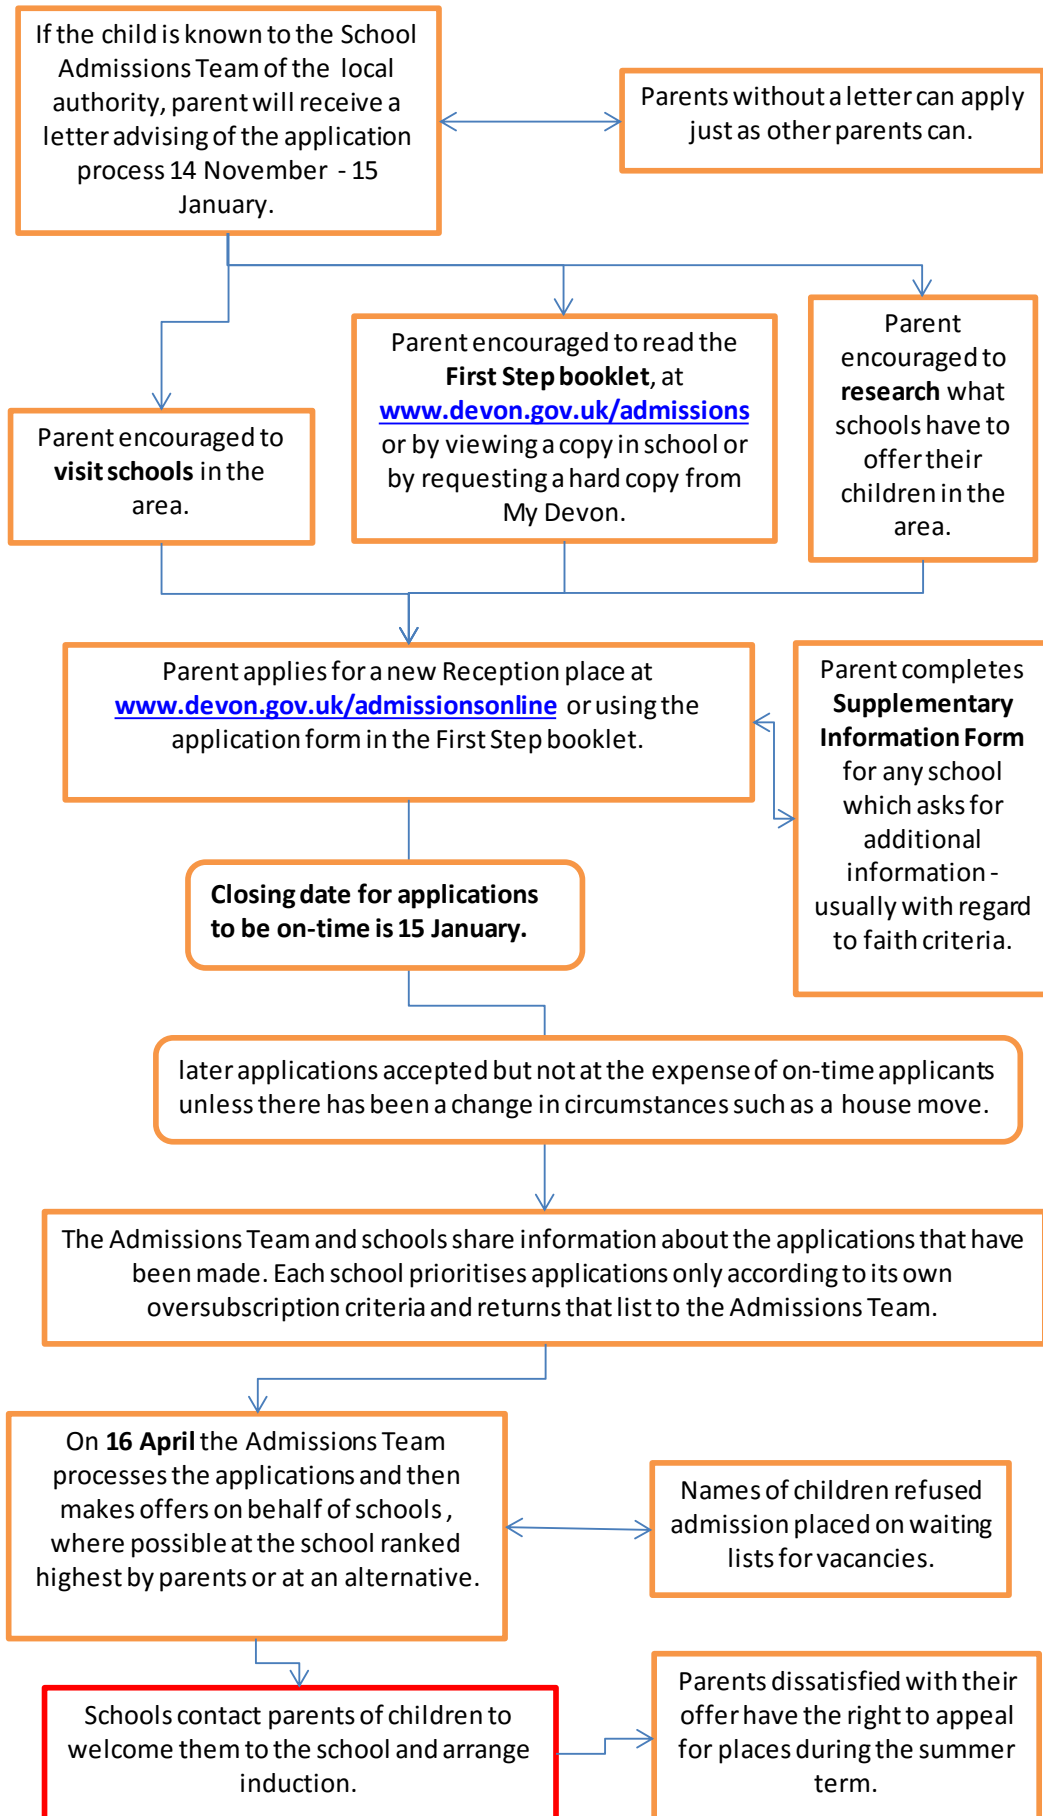 If the child is known to the School
Admissions Team of the local
authority, parent will receive a
letter advising of the application
process 14 November - 15
January.
Parents without a letter can apply
just as other parents can.
Parent encouraged to
visit schools in the
area.
Parent encouraged to read the
First Step booklet, at
www.devon.gov.uk/admissions
or by viewing a copy in school or
by requesting a hard copy from
My Devon.
Parent
encouraged to
research what
schools have to
offer their
children in the
area.
Parent applies for a new Reception place at
www.devon.gov.uk/admissionsonline or using the
application form in the First Step booklet.
Parent completes
Supplementary
Information Form
for any school
which asks for
additional
information -
usually with regard
to faith criteria.
Closing date for applications
to be on-time is 15 January.
later applications accepted but not at the expense of on-time applicants
unless there has been a change in circumstances such as a house move.
The Admissions Team and schools share information about the applications that have
been made. Each school prioritises applications only according to its own
oversubscription criteria and returns that list to the Admissions Team.
On 16 April the Admissions Team
processes the applications and then
makes offers on behalf of schools ,
where possible at the school ranked
highest by parents or at an alternative.
Names of children refused
admission placed on waiting
lists for vacancies.
Schools contact parents of children to
welcome them to the school and arrange
induction.
Parents dissatisfied with their
offer have the right to appeal
for places during the summer
term.